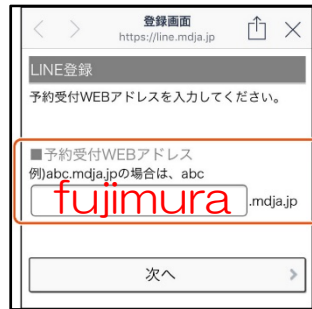 登録画面
https://line.mdja.jp
LINE登録
予約受付WEBアドレスを入力してください。
■予約受付WEBアドレス
例)abc.mdja.jpの場合は、abc
fujimura .mdja.jp
次へ